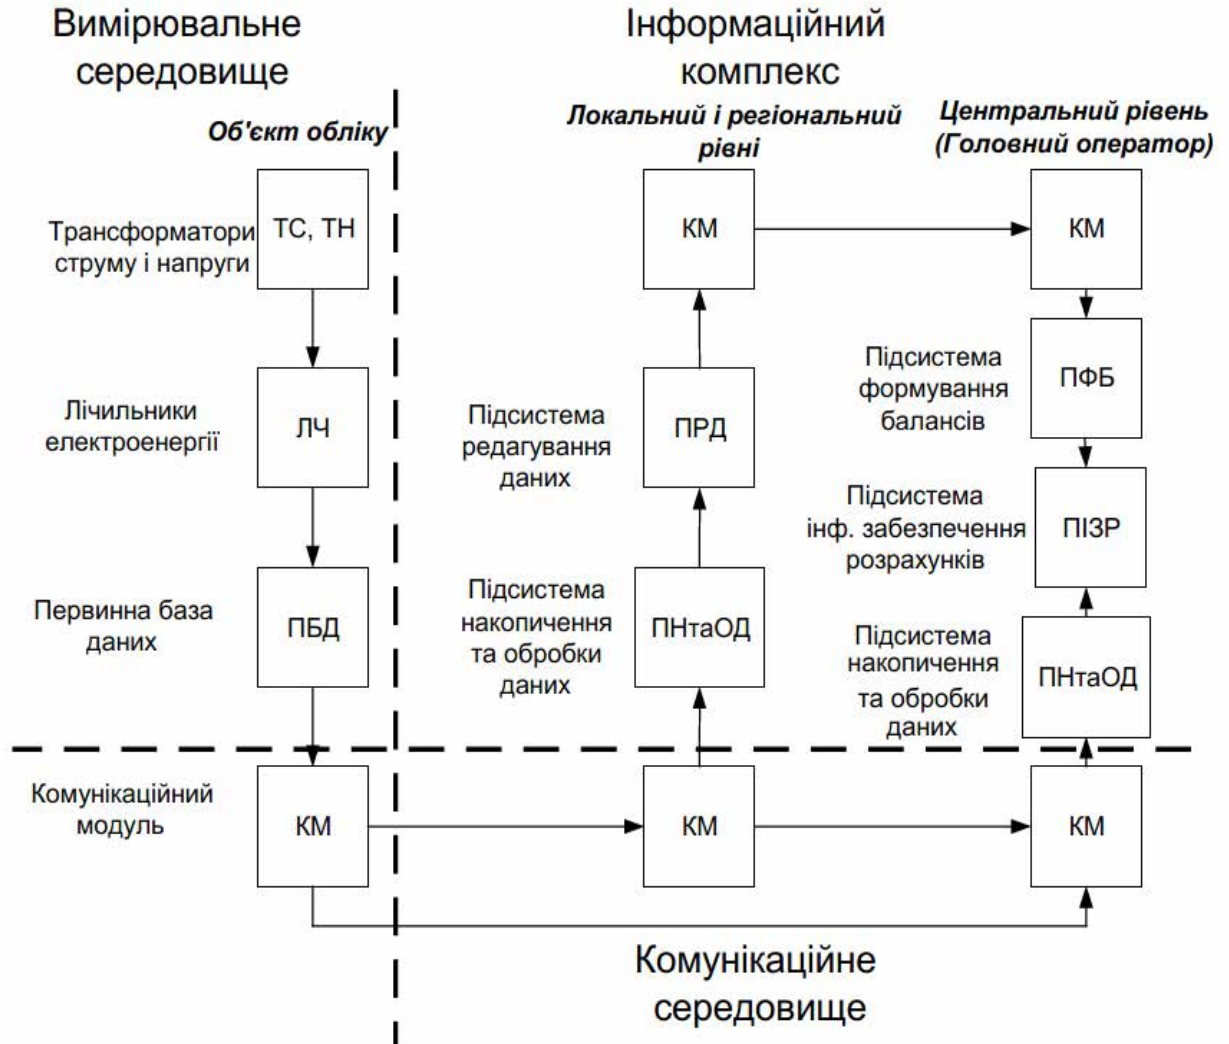 Вимірювальне
середовище
Інформаційний
комплекс
Об'єкт обліку
Локальний і регіональний
рівні
Центральний рівень
(Головний оператор)
Трансформатори
струму і напруги
ТС, ТН
КМ
КМ
Підсистема
формування
балансів
ПФБ
Лічильники
електроенергії
ЛЧ
Підсистема
редагування
даних
ПРД
Підсистема
інф. забезпечення
розрахунків
ПІЗР
Первинна база
даних
ПБД
Підсистема
накопичення
та обробки
даних
ПНтаОД
Підсистема
накопичення
та обробки
даних
ПНтаОД
Комунікаційний
модуль
КМ
КМ
КМ
Комунікаційне
середовище